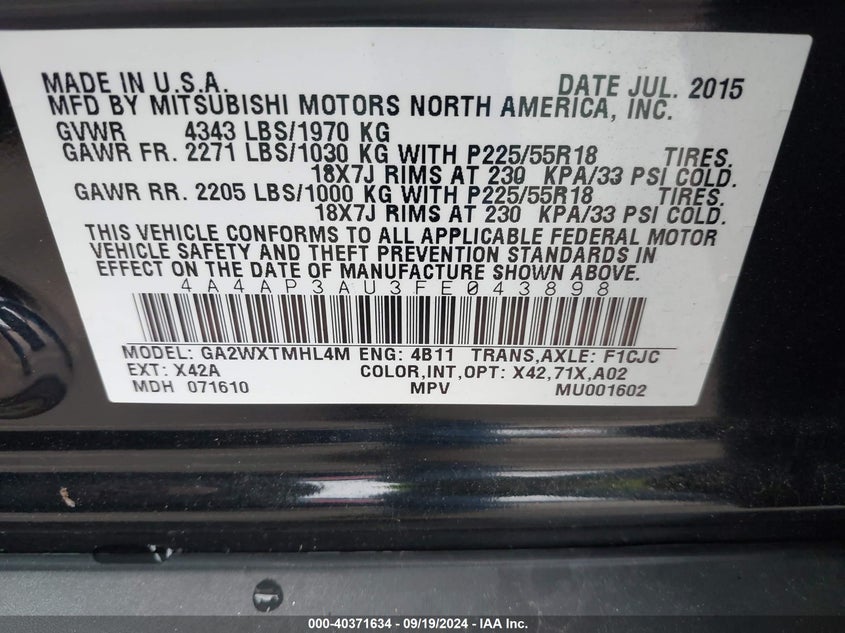 MADE IN U.S.A. DATE JUL. 2015
MFD BY MITSUBISHI MOTORS NORTH AMERICA, INC.
GVWR 4343 LBS/1970 KG
GAWR FR. 2271 LBS/1030 KG WITH P225/55R18 TIRES.
18X7J RIMS AT 230 KPA/33 PSI COLD.
GAWR RR. 2205 LBS/1000 KG WITH P225/55R18 TIRES.
18X7J RIMS AT 230 KPA/33 PSI COLD.
THIS VEHICLE CONFORMS TO ALL APPLICABLE FEDERAL MOTOR
VEHICLE SAFETY AND THEFT PREVENTION STANDARDS IN
EFFECT ON THE DATE OF MANUFACTURE SHOWN ABOVE.
4A4AP3AU3FE043898
MODEL: GA2WXTMHL4M ENG: 4B11 TRANS,AXLE: F1CJC
EXT: X42A COLOR,INT,OPT: X42,71X,A02
MDH 071610 MPV MU001602
000-40371634 - 09/19/2024 - IAA Inc.